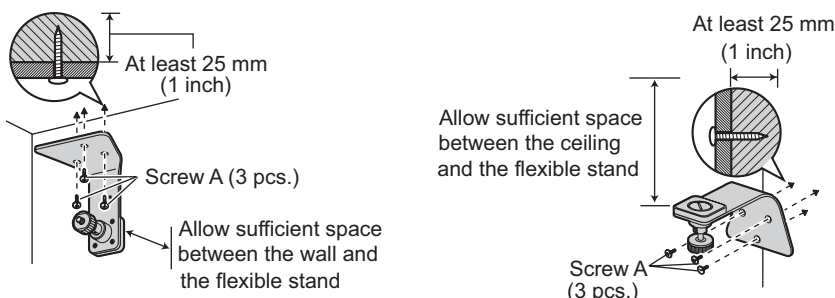 At least 25 mm
(1 inch)
Screw A (3 pcs.)
Allow sufficient space
between the wall and
the flexible stand
At least 25 mm
(1 inch)
Allow sufficient space
between the ceiling
and the flexible stand
Screw A
(3 pcs.)